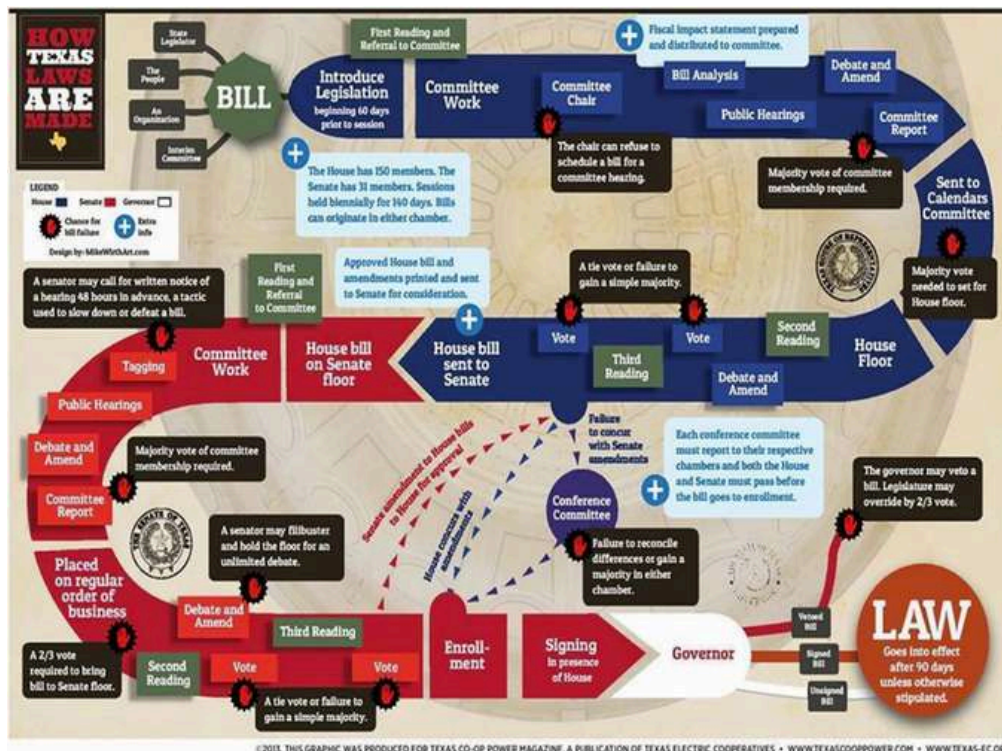 HOW
TEXAS
LAWS
ARE
MADE
State
Legislator
The
People
An
Organization
Interim
Committee
BILL
Introduce
Legislation
beginning 60 days
prior to session
First Reading and
Referral to Committee
Committee
Work
Committee
Chair
Fiscal impact statement prepared
and distributed to committee.
Bill Analysis
Public Hearings
Debate and
Amend
Committee
Report
The chair can refuse to
schedule a bill for a
committee hearing.
Majority vote of committee
membership required.
The House has 150 members. The
Senate has 31 members. Sessions
held biennially for 140 days. Bills
can originate in either chamber.
LEGEND
House
Senate
Governor
Chance for
bill failure
Extra
info
Design by: MikeWirthArt.com
Sent to
Calendars
Committee
Majority vote
needed to set for
House floor.
House
Floor
Second
Reading
Debate and
Amend
Vote
Third
Reading
Vote
A tie vote or failure to
gain a simple majority.
Approved House bill and
amendments printed and sent
to Senate for consideration.
House bill
sent to
Senate
House bill
on Senate
floor
First
Reading and
Referral
to Committee
Committee
Work
A senator may call for written notice of
a hearing 48 hours in advance, a tactic
used to slow down or defeat a bill.
Tagging
Public Hearings
Debate and
Amend
Committee
Report
Majority vote of committee
membership required.
THE SENATE OF TEXAS
Placed
on regular
order of
business
A 2/3 vote
required to bring
bill to Senate floor.
Second
Reading
Debate and
Amend
A senator may filibuster
and hold the floor for an
unlimited debate.
Vote
Third Reading
Vote
A tie vote or failure to
gain a simple majority.
Senate amendment to House bills
to House for approval
House concurs with
amendments
Failure
to concur
with Senate
amendments
Conference
Committee
Each conference committee
must report to their respective
chambers and both the House
and Senate must pass before
the bill goes to enrollment.
Failure to reconcile
differences or gain a
majority in either
chamber.
Enroll-
ment
Signing
in presence
of House
Governor
The governor may veto a
bill. Legislature may
override by 2/3 vote.
Vetoed
Bill
Signed
Bill
Unsigned
Bill
LAW
Goes into effect
after 90 days
unless otherwise
stipulated.
©2013. THIS GRAPHIC WAS PRODUCED FOR TEXAS CO-OP POWER MAGAZINE, A PUBLICATION OF TEXAS ELECTRIC COOPERATIVES • WWW.TEXASCOOPPOWER.COM •